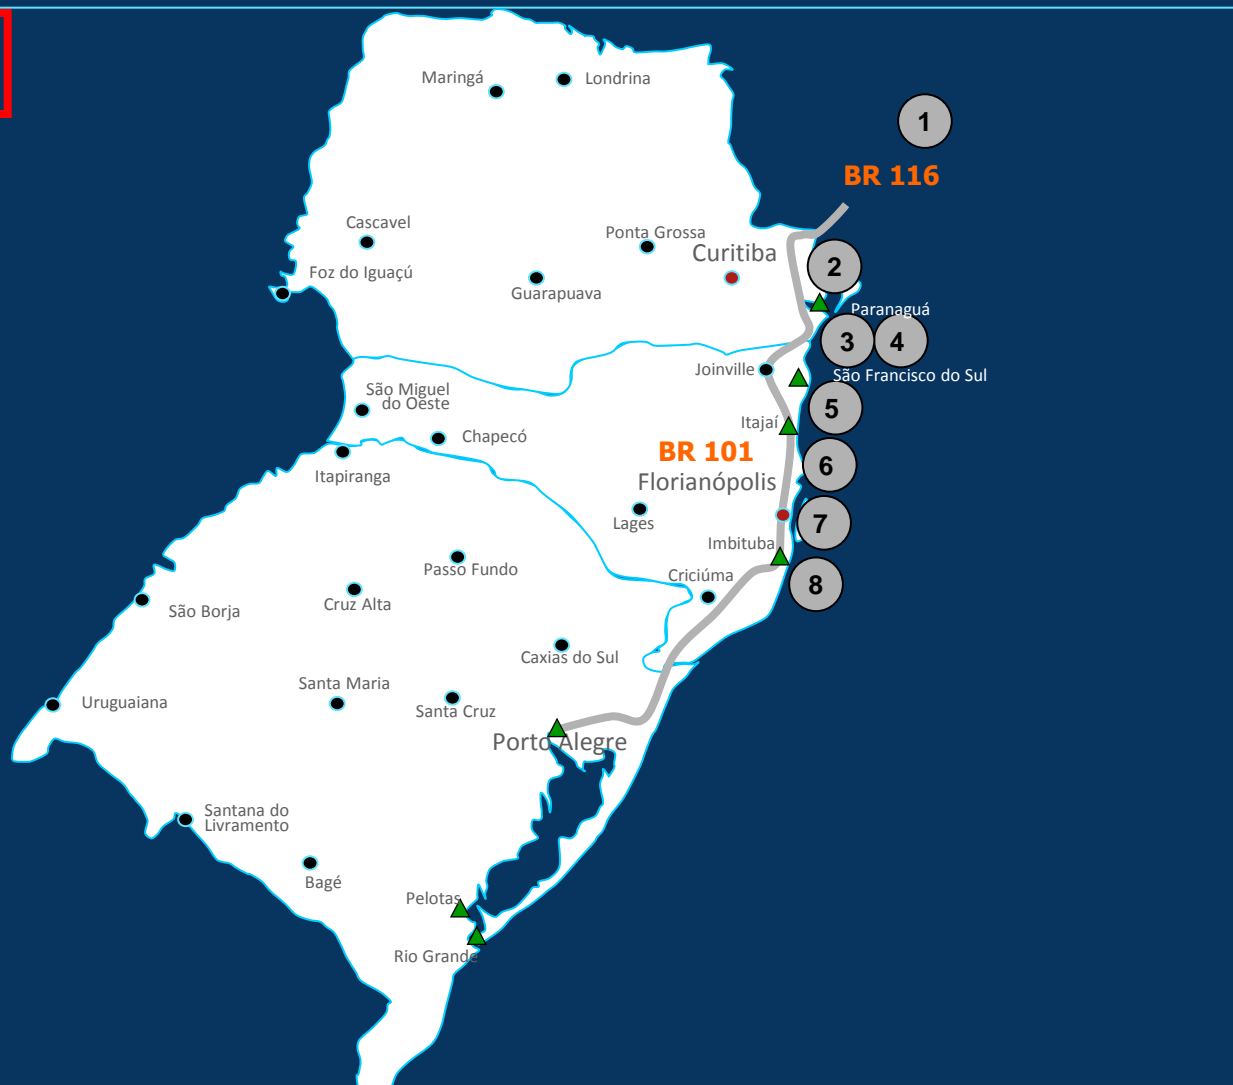 Maringá
Londrina
1
BR 116
Cascavel
Ponta Grossa
Curitiba
2
Foz do Iguaçú
Guarapuava
Paranaguá
3
4
Joinville
São Francisco do Sul
São Miguel
do Oeste
5
Itajaí
Chapecó
BR 101
6
Itapiranga
Florianópolis
Lages
7
Imbituba
Passo Fundo
Criciúma
8
Cruz Alta
São Borja
Caxias do Sul
Santa Maria
Uruguaiana
Santa Cruz
Porto Alegre
Santana do
Livramento
Bagé
Pelotas
Rio Grande